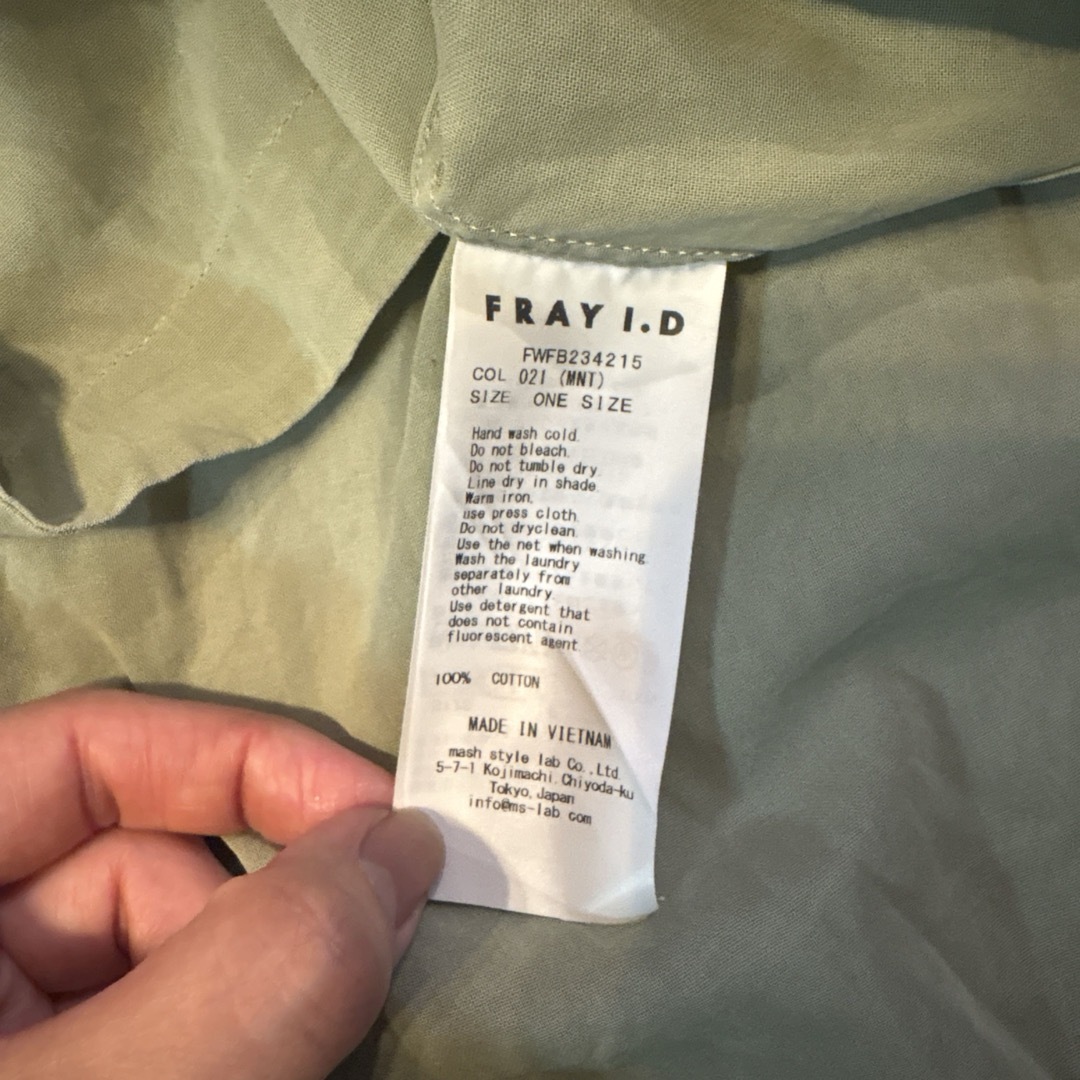 FRAY I.D
FWFB234215
COL 021 (MNT)
SIZE ONE SIZE
Hand wash cold.
Do not bleach.
Do not tumble dry.
Line dry in shade.
Warm iron.
use press cloth.
Do not dryclean.
Use the net when washing.
Wash the laundry
separately from
other laundry.
Use detergent that
does not contain
fluorescent agent.
100% COTTON
MADE IN VIETNAM
mash style lab Co.,Ltd.
5-7-1 Kojimachi,Chiyoda-ku
Tokyo,Japan
info@ms-lab com